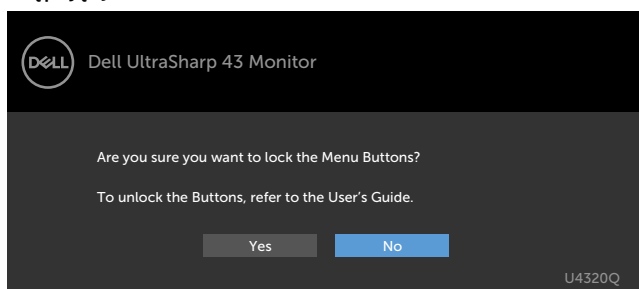 DELL
Dell UltraSharp 43 Monitor
Are you sure you want to lock the Menu Buttons?
To unlock the Buttons, refer to the User's Guide.
Yes
No
U4320Q